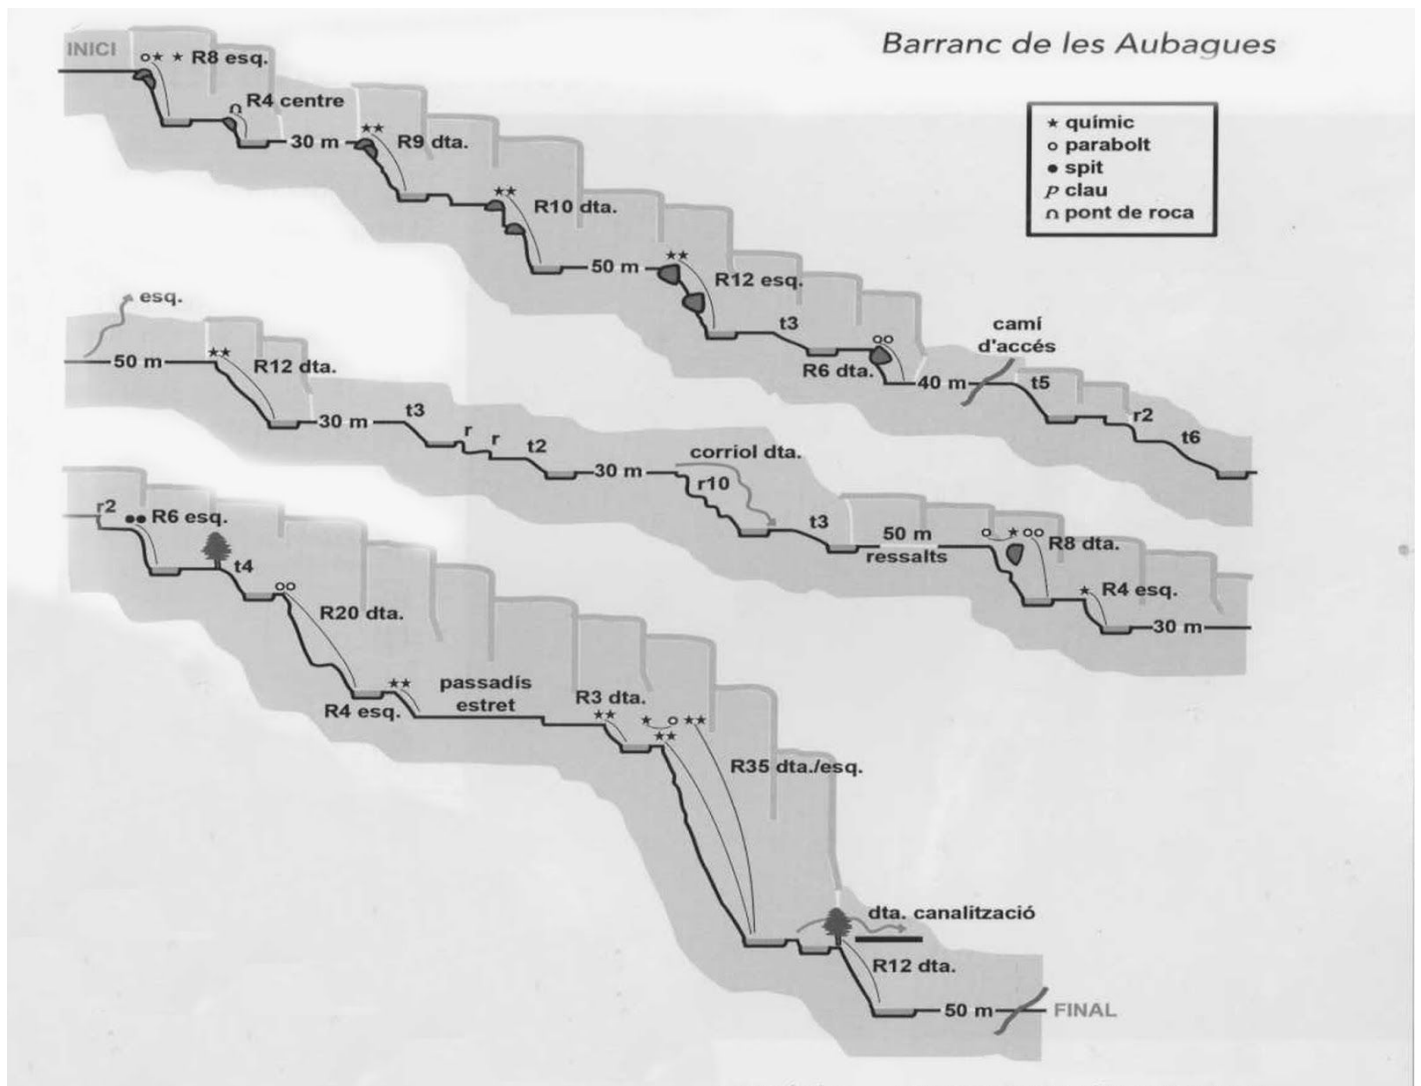 Barranc de les Aubagues
INICI
R8 esq.
R4 centre
30 m
R9 dta.
R10 dta.
50 m
R12 esq.
t3
R6 dta.
40 m
camí
d'accés
t5
r2
t6
químic
parabolt
spit
clau
pont de roca
esq.
50 m
R12 dta.
30 m
t3
r
r
t2
30 m
corriol dta.
r10
t3
50 m
ressalts
R8 dta.
R4 esq.
30 m
r2
R6 esq.
t4
R20 dta.
R4 esq.
passadís
estret
R3 dta.
R35 dta./esq.
dta. canalització
R12 dta.
50 m
FINAL